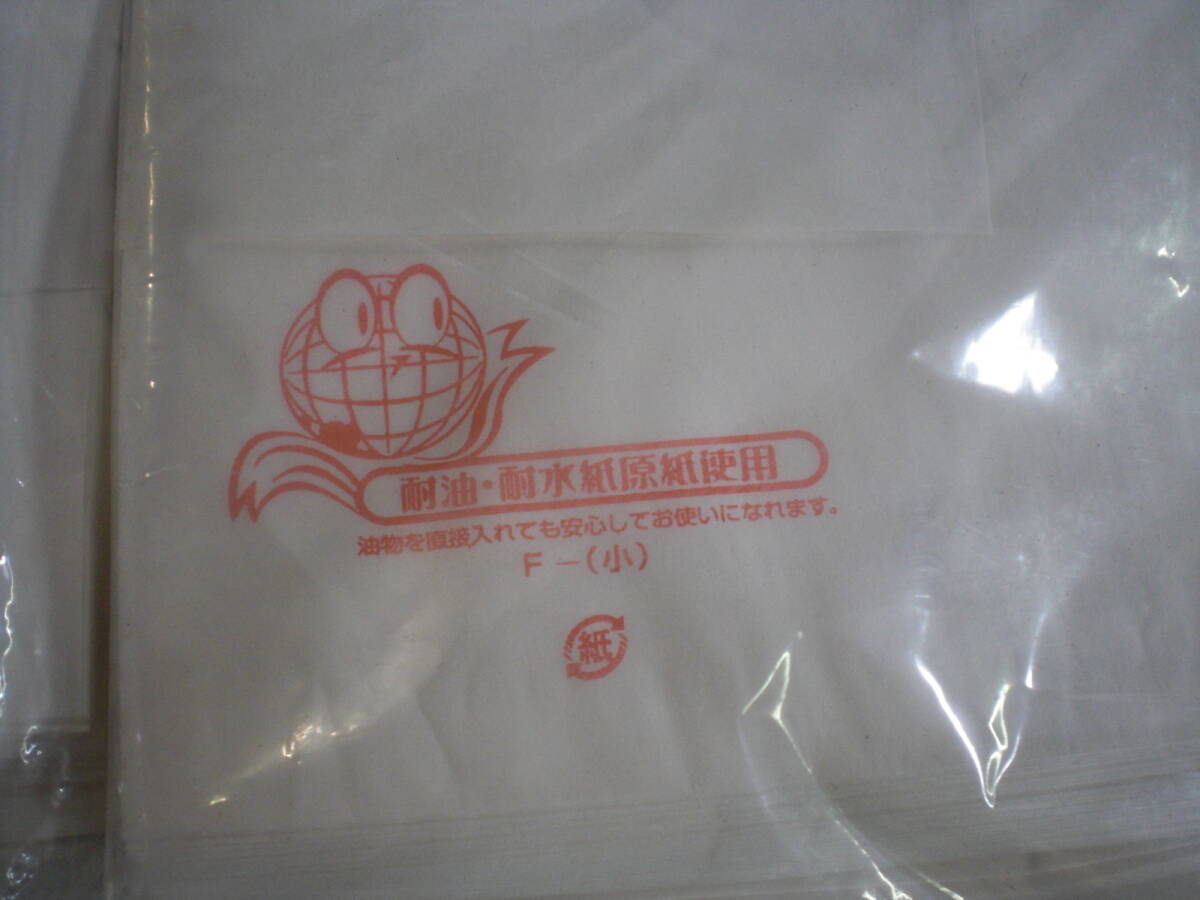 耐油・耐水紙原紙使用
油物を直接入れても安心してお使いになれます。
F－(小)
紙